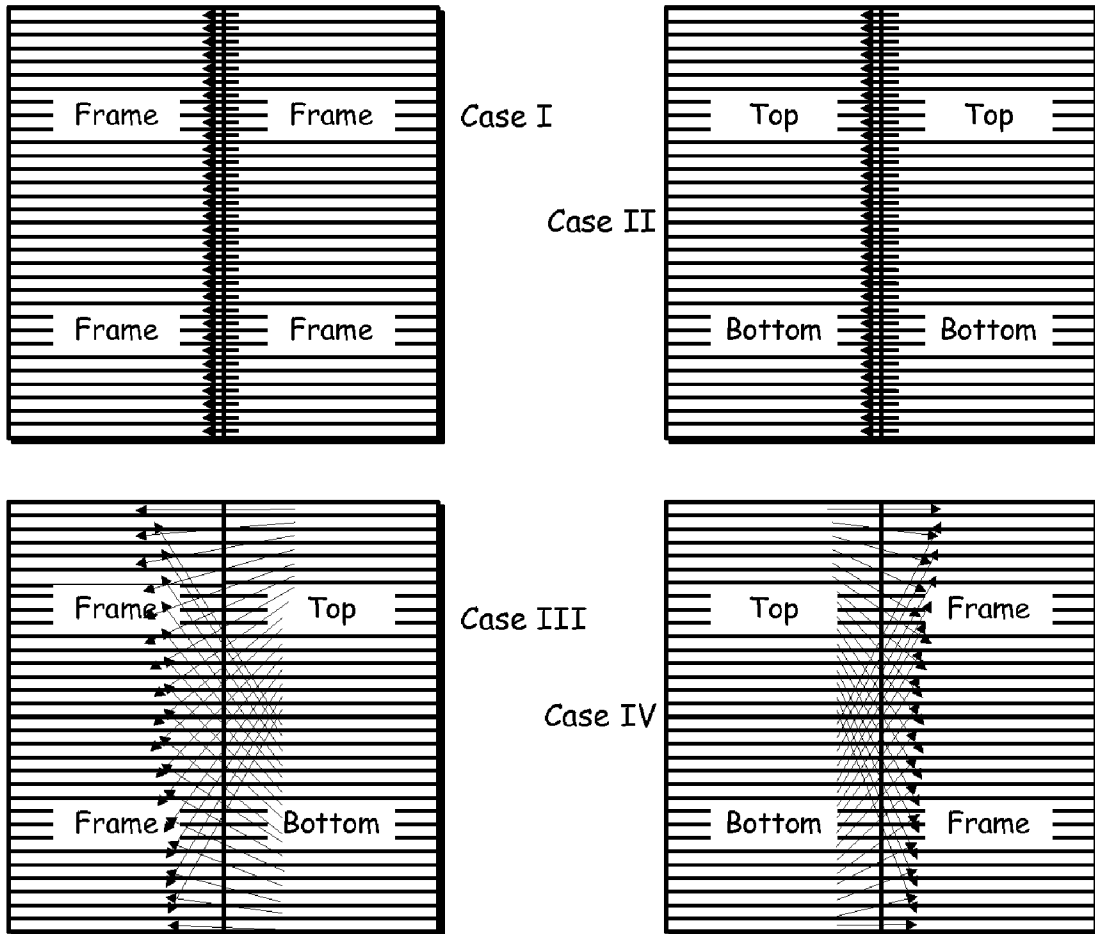 Frame Frame Case I Top Top
Case II
Frame Frame Bottom Bottom
Frame Top Case III Top Frame
Case IV
Frame Bottom Bottom Frame